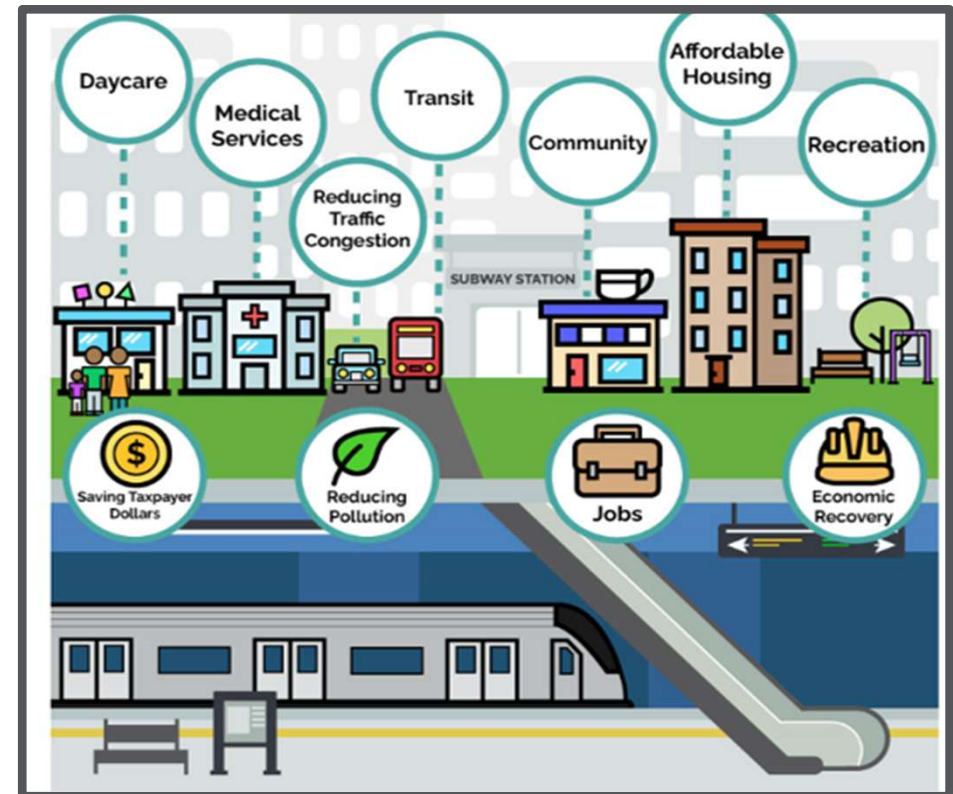 Daycare
Medical
Services
Reducing
Traffic
Congestion
Transit
Community
Affordable
Housing
Recreation
SUBWAY STATION
Saving Taxpayer
Dollars
Reducing
Pollution
Jobs
Economic
Recovery